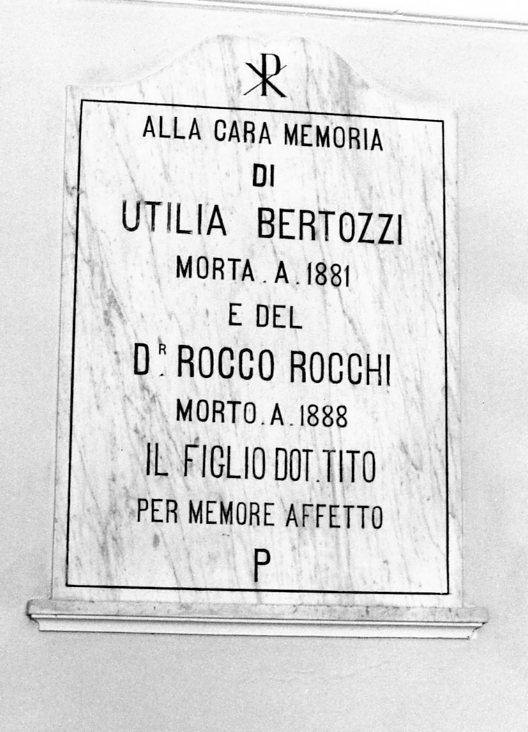 ☧
ALLA CARA MEMORIA
DI
UTILIA BERTOZZI
MORTA . A . 1881
E DEL
D.ᴿ ROCCO ROCCHI
MORTO . A . 1888
IL FIGLIO DOT. TITO
PER MEMORE AFFETTO
P